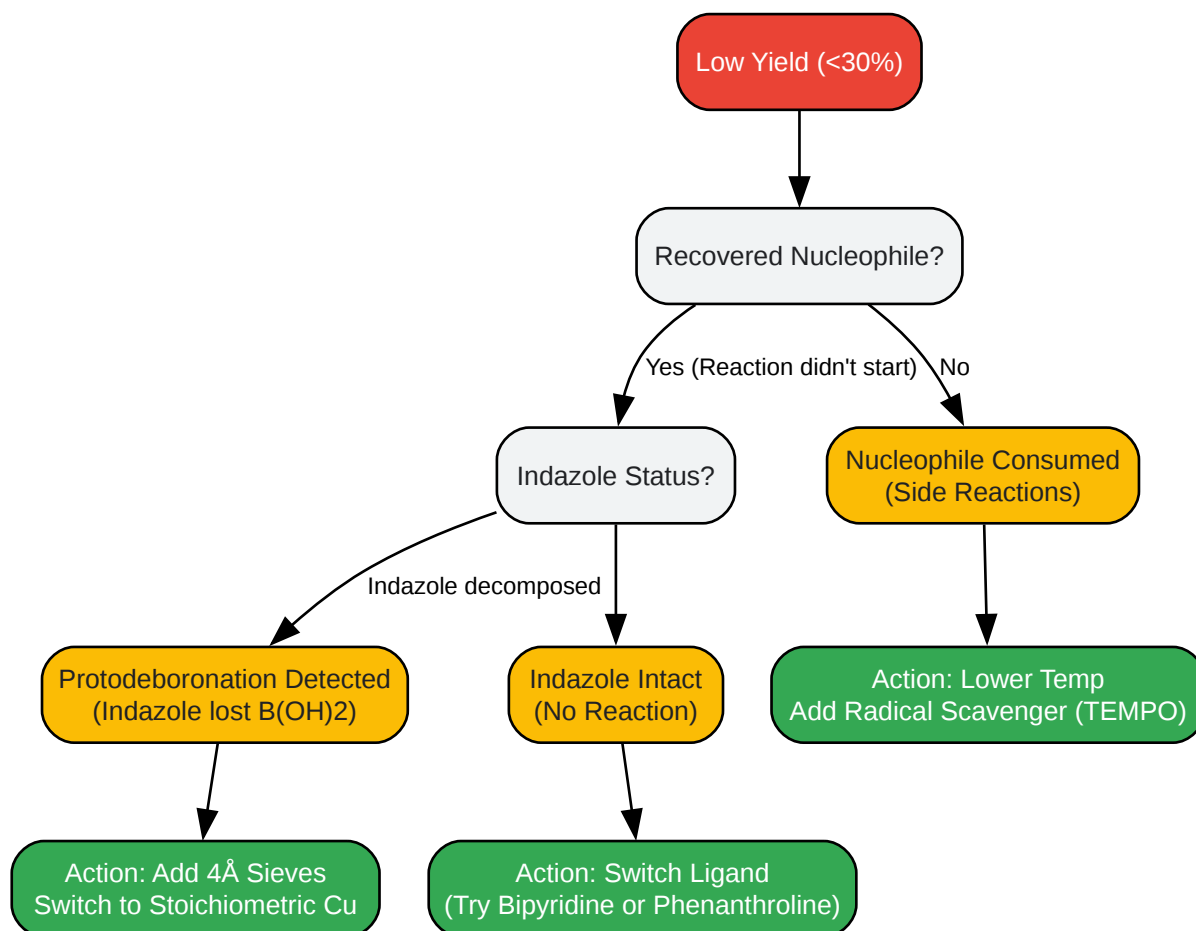 Low Yield (<30%)
Recovered Nucleophile?
Yes (Reaction didn't start)
No
Indazole Status?
Nucleophile Consumed
(Side Reactions)
Indazole decomposed
Protodeboronation Detected
(Indazole lost B(OH)2)
Indazole Intact
(No Reaction)
Action: Lower Temp
Add Radical Scavenger (TEMPO)
Action: Add 4Å Sieves
Switch to Stoichiometric Cu
Action: Switch Ligand
(Try Bipyridine or Phenanthroline)